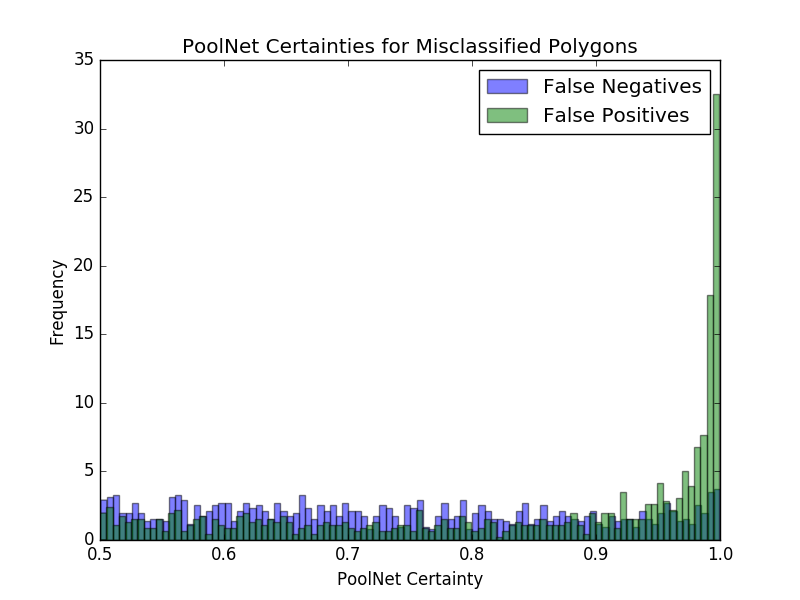 PoolNet Certainties for Misclassified Polygons
False Negatives
False Positives
Frequency
35
30
25
20
15
10
5
0
0.5 0.6 0.7 0.8 0.9 1.0
PoolNet Certainty